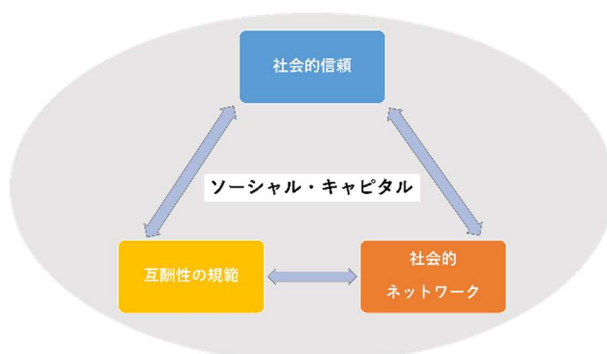 社会的信頼
ソーシャル・キャピタル
互酬性の規範
社会的
ネットワーク